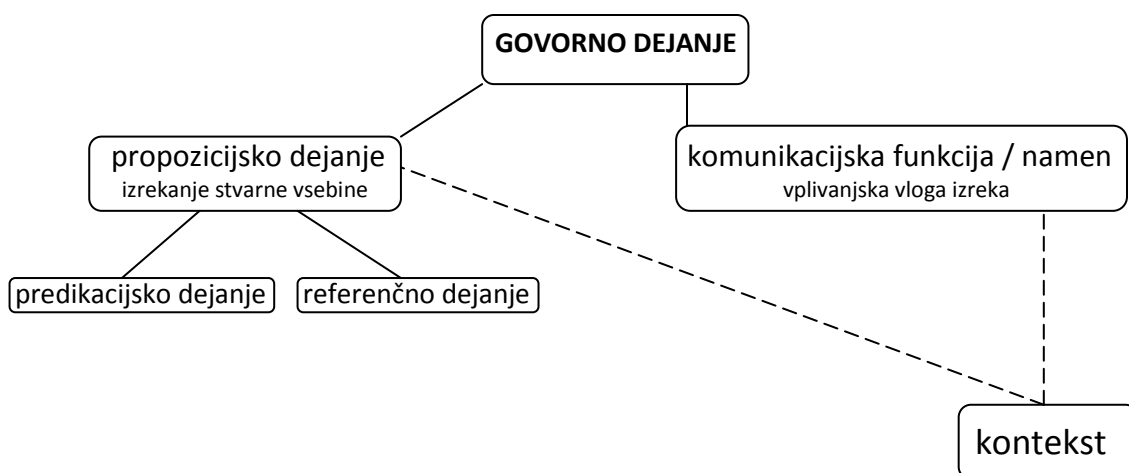 GOVORNO DEJANJE
propozicijsko dejanje
izrekanje stvarne vsebine
komunikacijska funkcija / namen
vplivanjska vloga izreka
predikacijsko dejanje
referenčno dejanje
kontekst